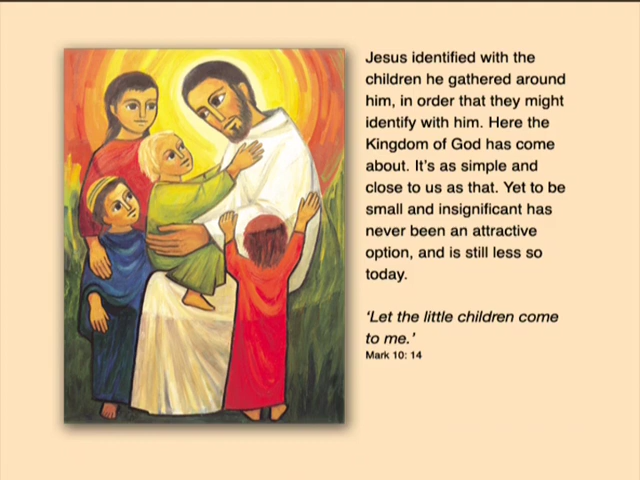 Jesus identified with the
children he gathered around
him, in order that they might
identify with him. Here the
Kingdom of God has come
about. It's as simple and
close to us as that. Yet to be
small and insignificant has
never been an attractive
option, and is still less so
today.
‘Let the little children come
to me.’
Mark 10: 14